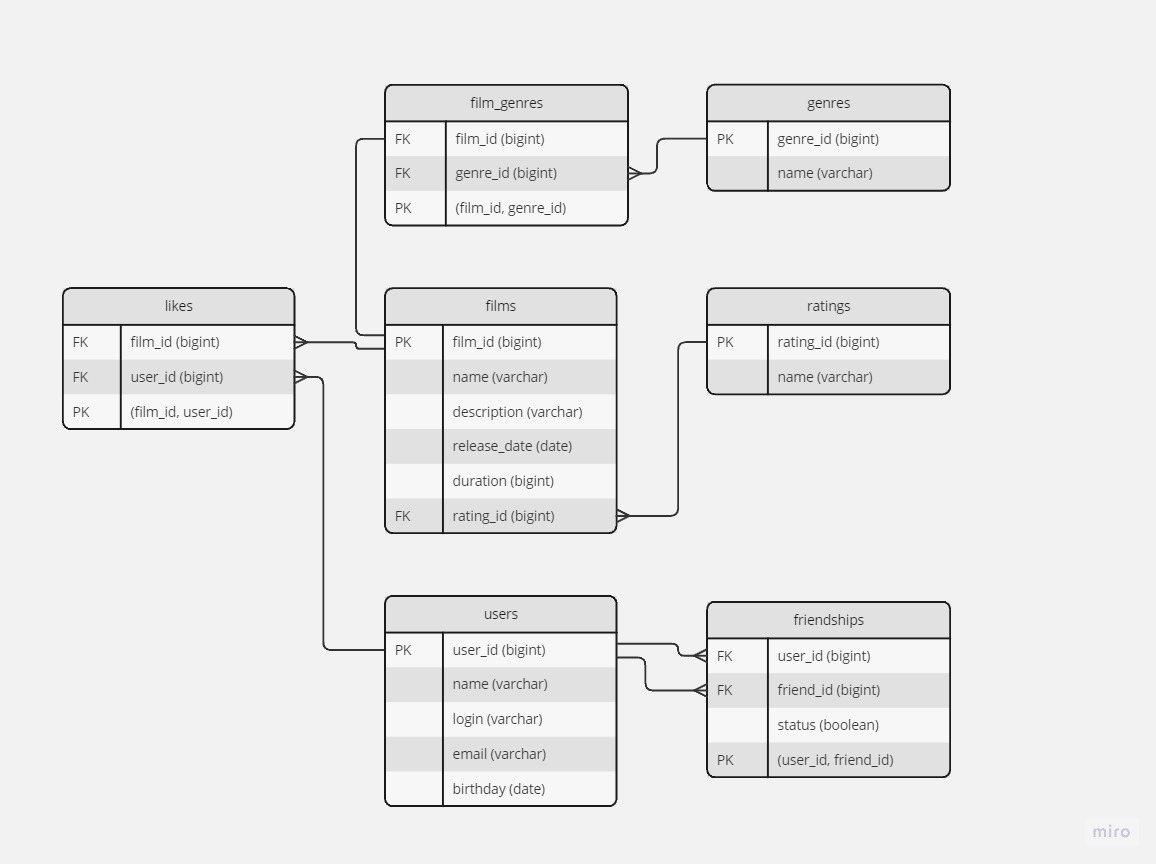 film_genres
FK film_id (bigint)
FK genre_id (bigint)
PK (film_id, genre_id)
genres
PK genre_id (bigint)
name (varchar)
likes
FK film_id (bigint)
FK user_id (bigint)
PK (film_id, user_id)
films
PK film_id (bigint)
name (varchar)
description (varchar)
release_date (date)
duration (bigint)
FK rating_id (bigint)
ratings
PK rating_id (bigint)
name (varchar)
users
PK user_id (bigint)
name (varchar)
login (varchar)
email (varchar)
birthday (date)
friendships
FK user_id (bigint)
FK friend_id (bigint)
status (boolean)
PK (user_id, friend_id)
miro